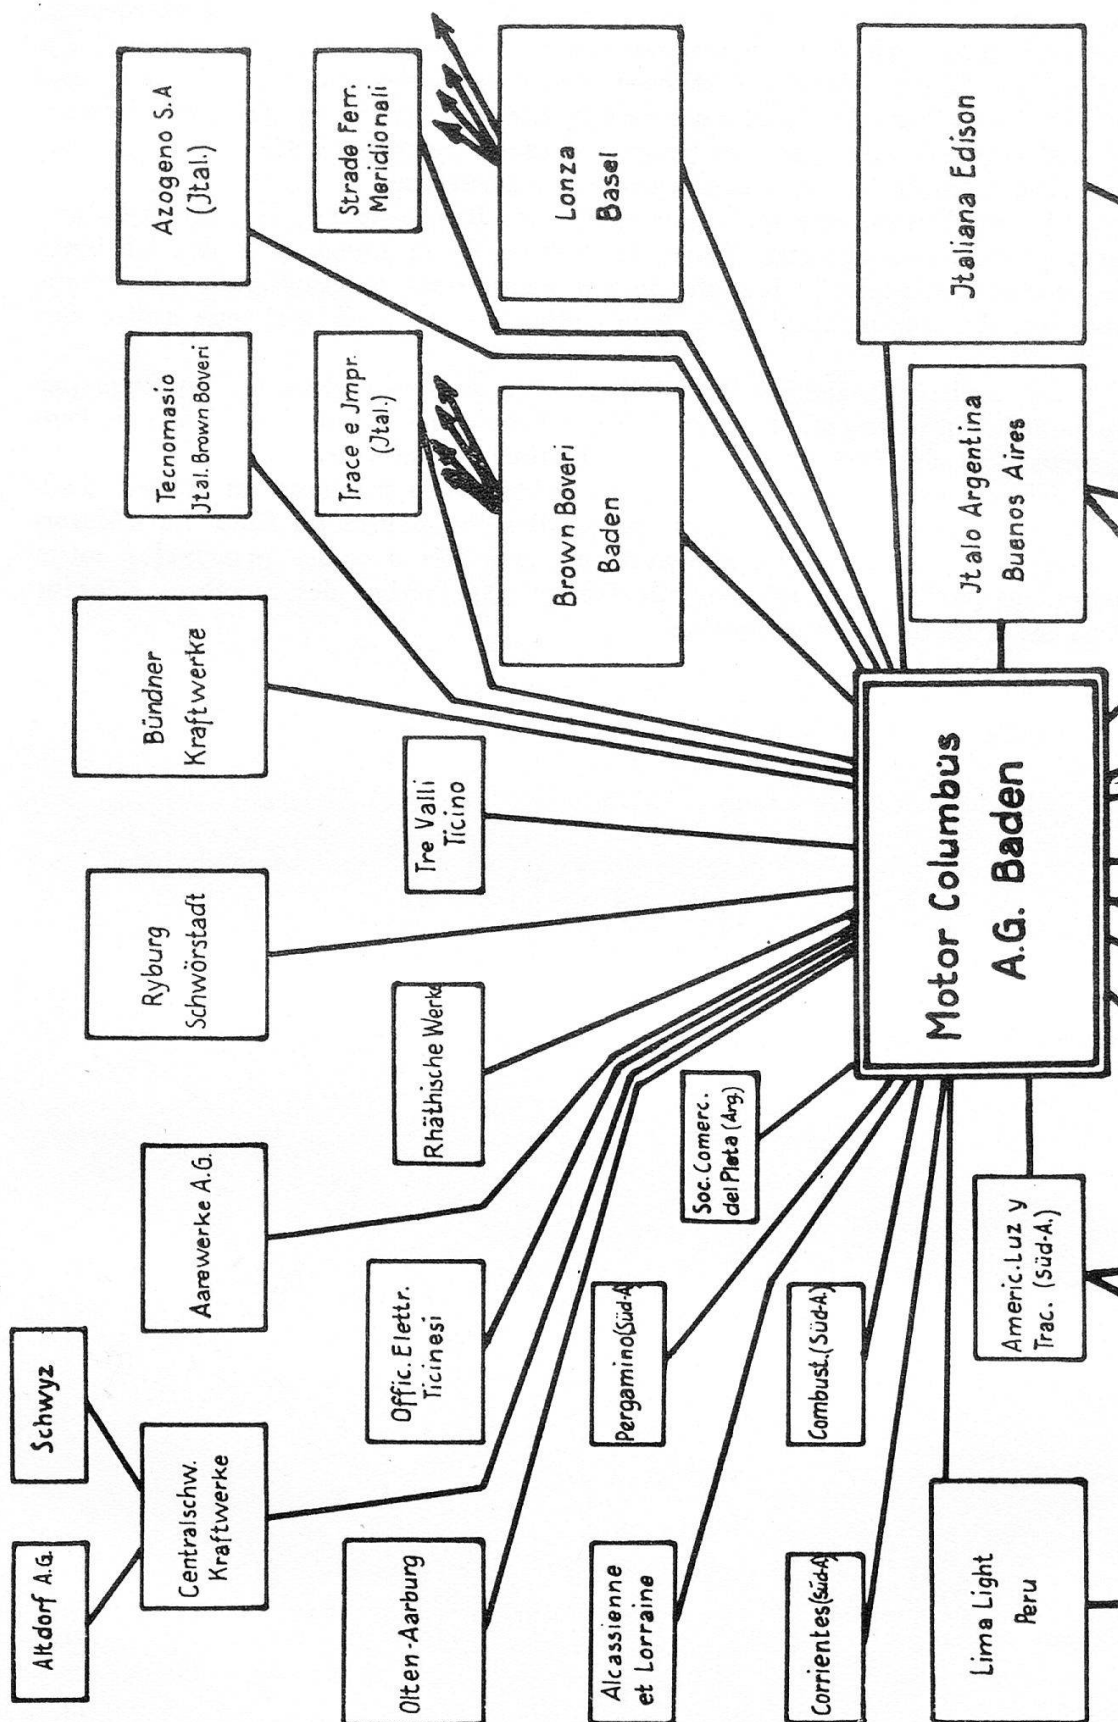 Altdorf A.G.
Schwyz
Centralschw.
Kraftwerke
Aarewerke A.G.
Ryburg
Schwörstadt
Bündner
Kraftwerke
Tecnomasio
Jtal. Brown Boveri
Azogeno S.A
(Jtal.)
Olten-Aarburg
Offic. Elettr.
Ticinesi
Rhäthische Werke
Tre Valli
Ticino
Trace e Jmpr.
(Jtal.)
Strade Ferr.
Meridionali
Alcassienne
et Lorraine
Pergamino (Süd-A)
Soc. Comerc.
del Plata (Arg.)
Brown Boveri
Baden
Lonza
Basel
Corrientes (Süd-A)
Combust. (Süd-A.)
Lima Light
Peru
Americ. Luz y
Trac. (Süd-A.)
Motor Columbus
A.G. Baden
Jtalo Argentina
Buenos Aires
Jtaliana Edison